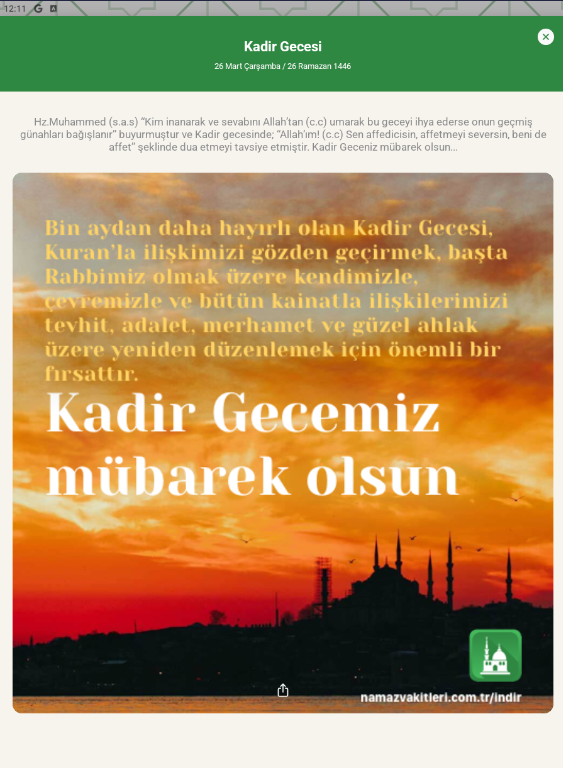 12:11
Kadir Gecesi
26 Mart Çarşamba / 26 Ramazan 1446
Hz.Muhammed (s.a.s) “Kim inanarak ve sevabını Allah'tan (c.c) umarak bu geceyi ihya ederse onun geçmiş
günahları bağışlanır” buyurmuştur ve Kadir gecesinde; “Allah'ım! (c.c) Sen affedicisin, affetmeyi seversin, beni de
affet” şeklinde dua etmeyi tavsiye etmiştir. Kadir Geceniz mübarek olsun...
Bin aydan daha hayırlı olan Kadir Gecesi,
Kuran’la ilişkimizi gözden geçirmek, başta
Rabbimiz olmak üzere kendimizle,
çevremizle ve bütün kainatla ilişkilerimizi
tevhit, adalet, merhamet ve güzel ahlak
üzere yeniden düzenlemek için önemli bir
fırsattır.
Kadir Gecemiz
mübarek olsun
namazvakitleri.com.tr/indir